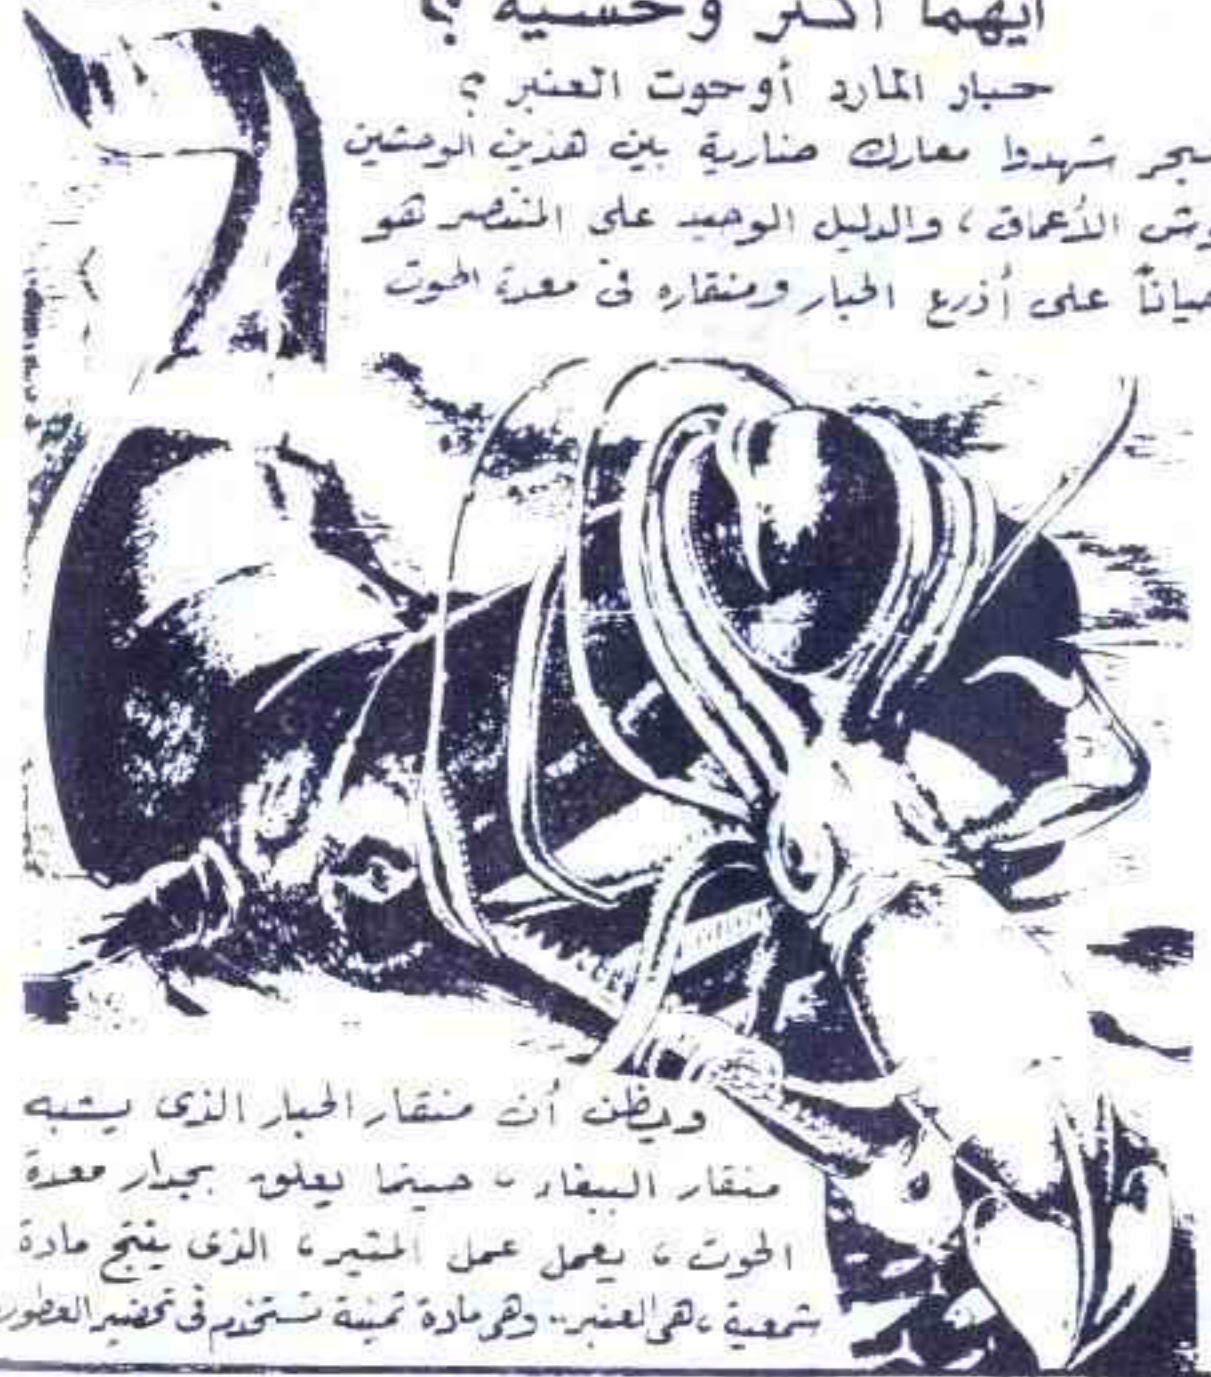 أيهما أكثر وحشية ؟
حبار المارد أوحوت العنبر ؟
شهدوا معارك ضارية بين هذين الوحشين
الأعماق ، والدليل الوحيد على المنتصر هو
على أذرع الحبار ومنقاره فى معدة الحوت
ويظن أن منقار الحبار الذى يشبه
منقار الببغاء ، حينما يعلق بجدار معدة
الحوت ، يعمل عمل المثير ، الذى ينتج مادة
شمعية ، هى العنبر .. وهى مادة ثمينة تستخدم فى تحضير العطور